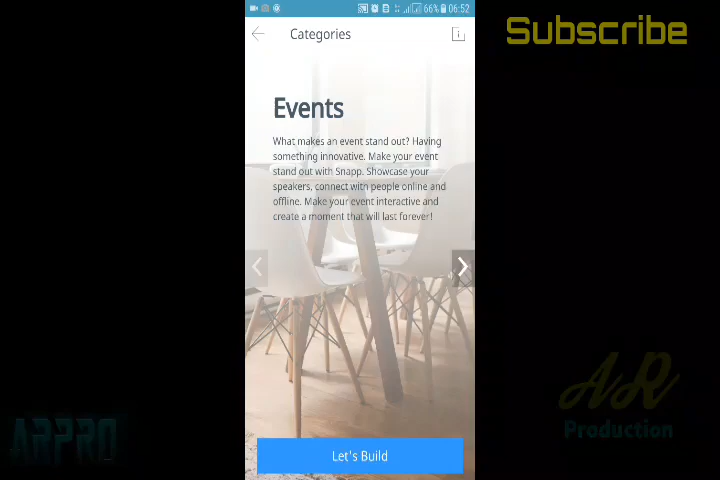 66% 06:52
Categories
Subscribe
Events
What makes an event stand out? Having
something innovative. Make your event
stand out with Snapp. Showcase your
speakers, connect with people online and
offline. Make your event interactive and
create a moment that will last forever!
AR
Production
ARPRO
Let's Build